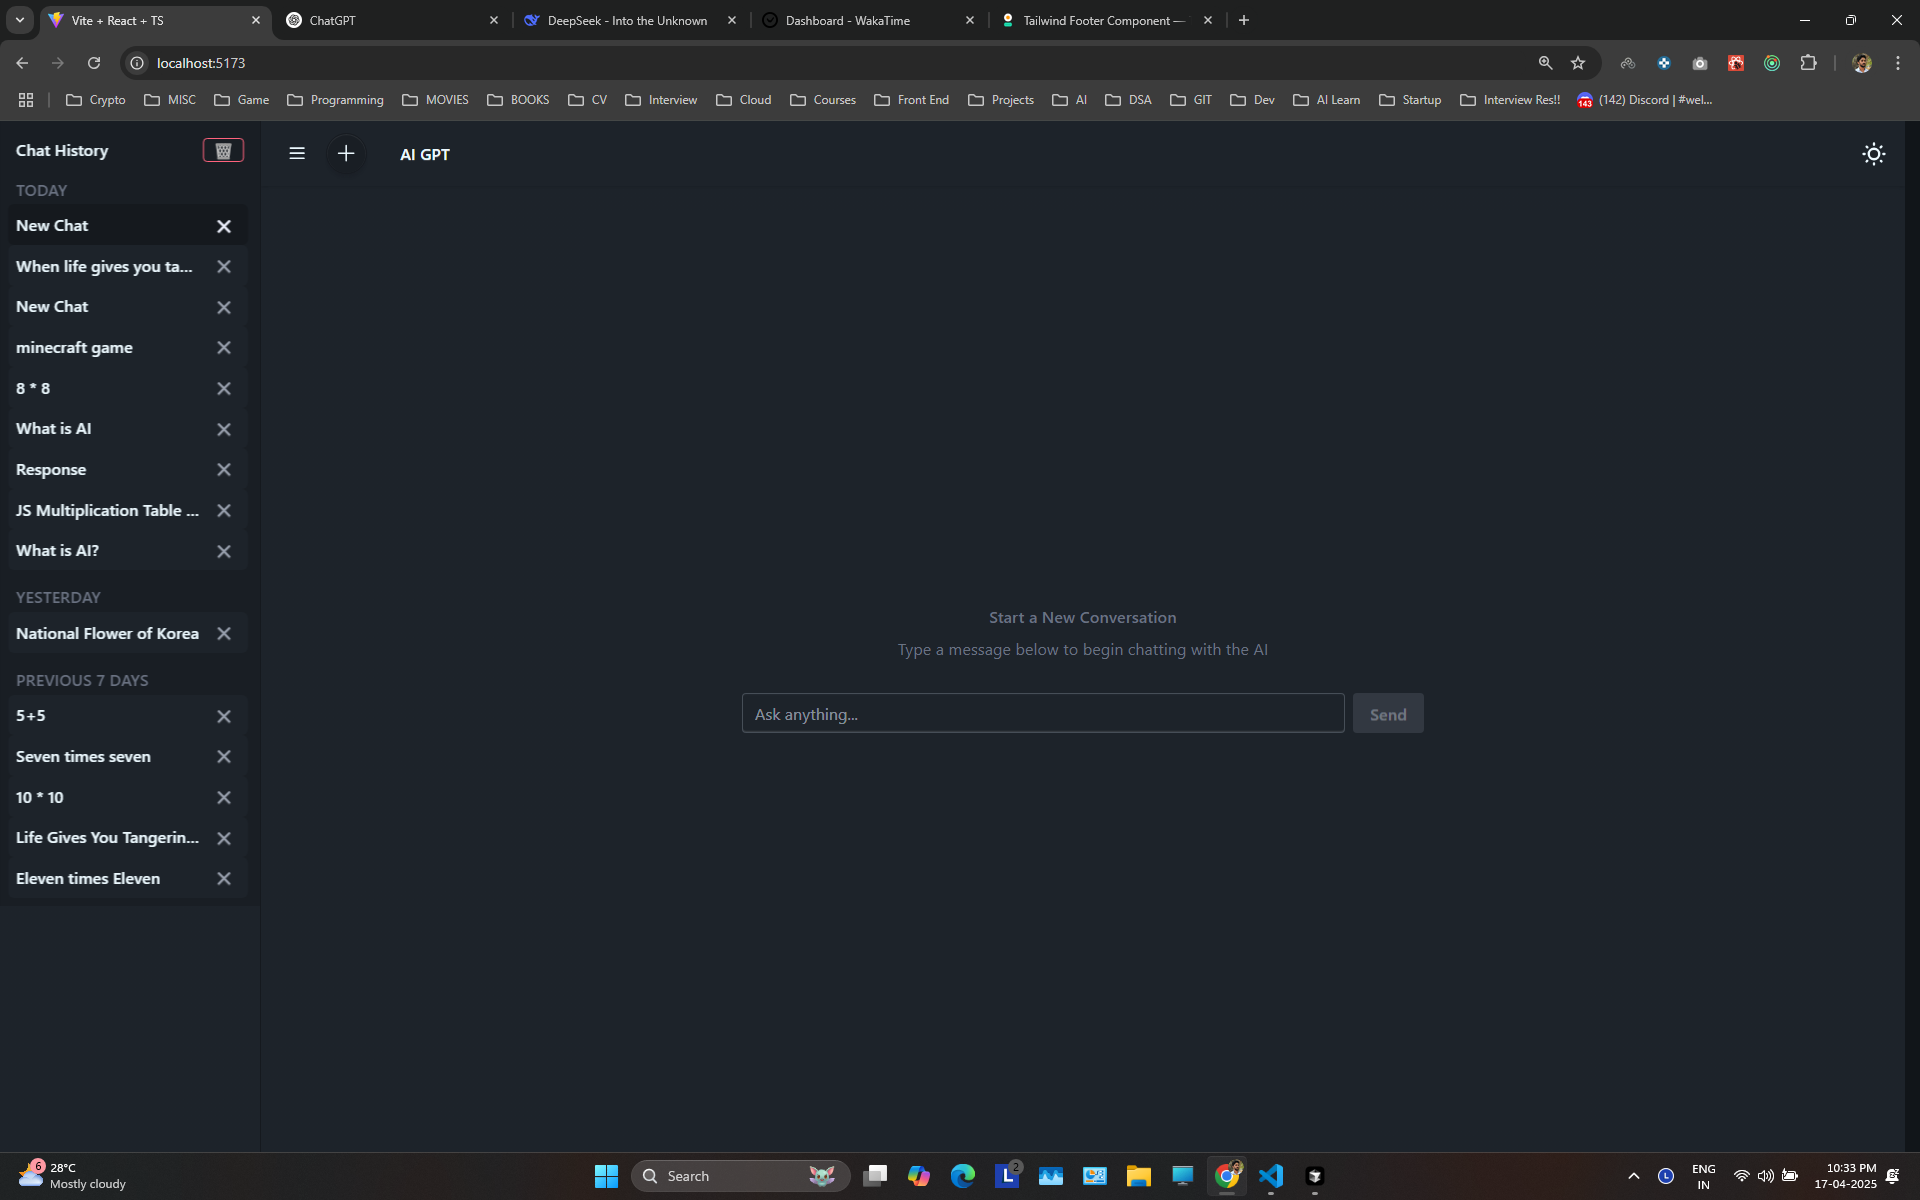 Vite + React + TS
ChatGPT
DeepSeek - Into the Unknown
Dashboard - WakaTime
Tailwind Footer Component —
localhost:5173
Crypto
MISC
Game
Programming
MOVIES
BOOKS
CV
Interview
Cloud
Courses
Front End
Projects
AI
DSA
GIT
Dev
AI Learn
Startup
Interview Res!!
143
(142) Discord | #wel...
Chat History
AI GPT
TODAY
New Chat
When life gives you ta...
New Chat
minecraft game
8 * 8
What is AI
Response
JS Multiplication Table ...
What is AI?
YESTERDAY
National Flower of Korea
PREVIOUS 7 DAYS
5+5
Seven times seven
10 * 10
Life Gives You Tangerin...
Eleven times Eleven
Start a New Conversation
Type a message below to begin chatting with the AI
Ask anything...
Send
6
28°C
Mostly cloudy
Search
L
2
L
ENG
IN
10:33 PM
17-04-2025